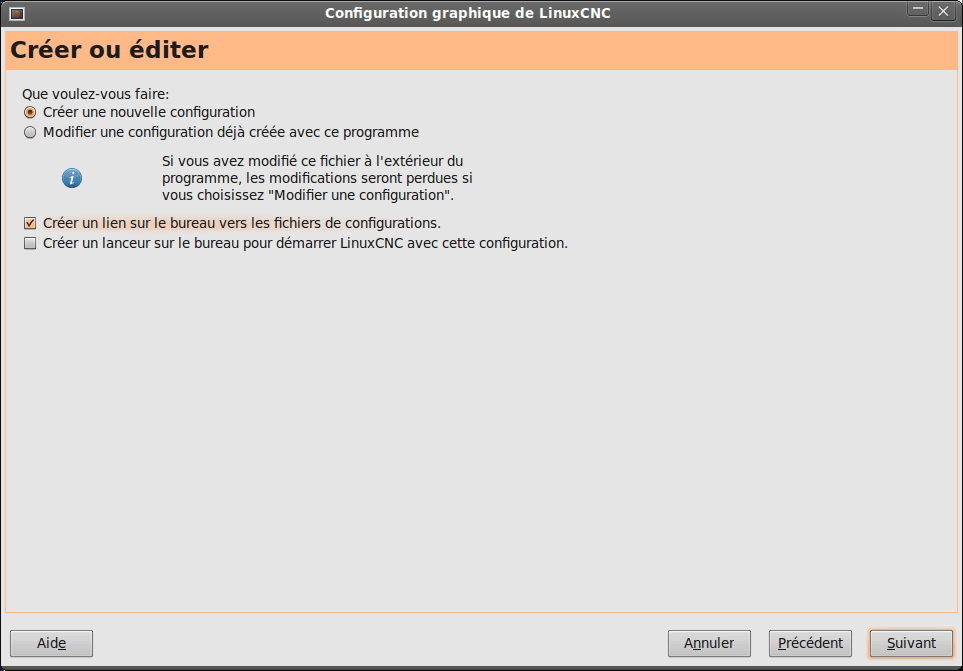 Configuration graphique de LinuxCNC
Créer ou éditer
Que voulez-vous faire:
Créer une nouvelle configuration
Modifier une configuration déjà créée avec ce programme
Si vous avez modifié ce fichier à l'extérieur du
programme, les modifications seront perdues si
vous choisissez "Modifier une configuration".
Créer un lien sur le bureau vers les fichiers de configurations.
Créer un lanceur sur le bureau pour démarrer LinuxCNC avec cette configuration.
Aide
Annuler
Précédent
Suivant